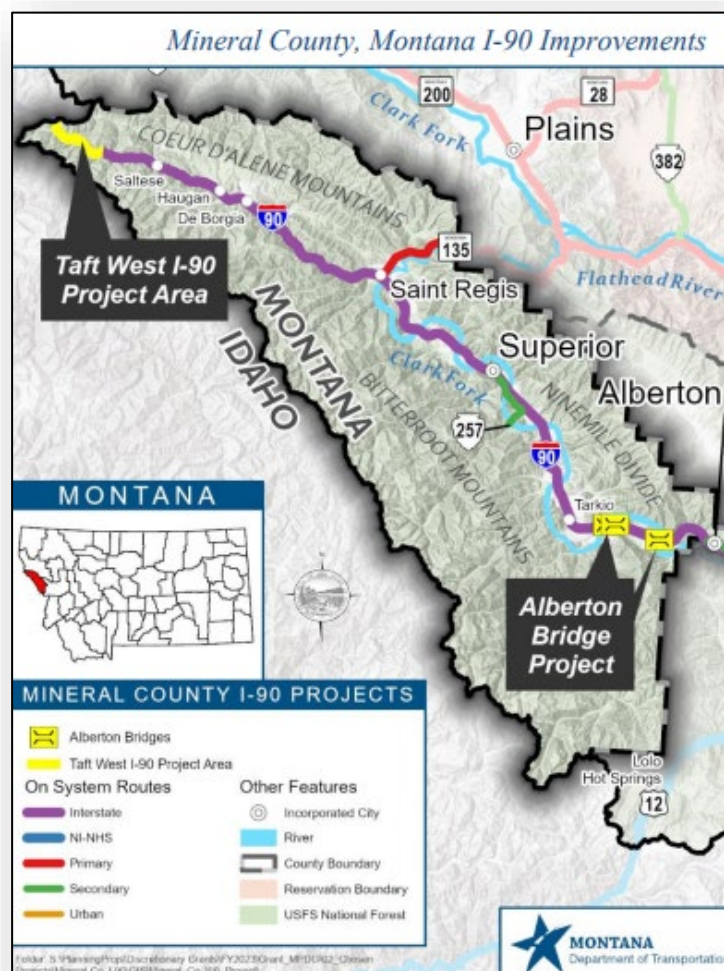 Mineral County, Montana I-90 Improvements
200
28
Clark Fork
Plains
382
COEUR D'ALENE MOUNTAINS
Saltese
Haugan
De Borgia
90
135
Taft West I-90
Project Area
Saint Regis
Flathead River
MONTANA
IDAHO
Clark Fork
Superior
Alberton
BITTERROOT MOUNTAINS
NINEMILE DIVIDE
257
90
Tarkio
Alberton
Bridge
Project
MONTANA
Lolo
Hot Springs
12
MINERAL COUNTY I-90 PROJECTS
Alberton Bridges
Taft West I-90 Project Area
On System Routes
Interstate
NI-NHS
Primary
Secondary
Urban
Other Features
Incorporated City
River
County Boundary
Reservation Boundary
USFS National Forest
MONTANA
Department of Transportatio